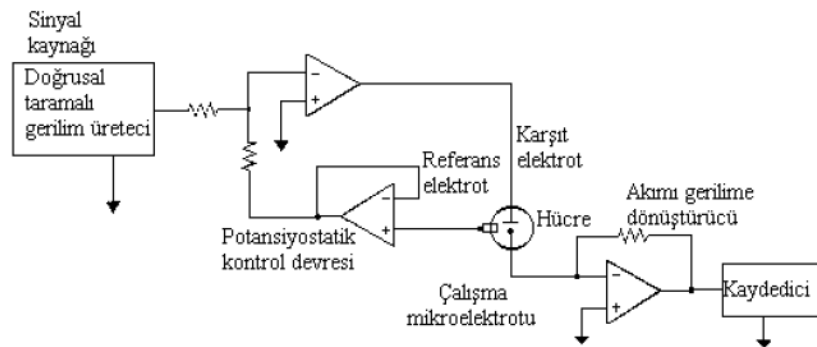 Sinyal
kaynağı
Doğrusal
taramalı
gerilim üreteci
−
+
Karşıt
elektrot
Referans
elektrot
−
+
Potansiyostatik
kontrol devresi
Hücre
Akımı gerilime
dönüştürücü
Çalışma
mikroelektrotu
−
+
Kaydedici